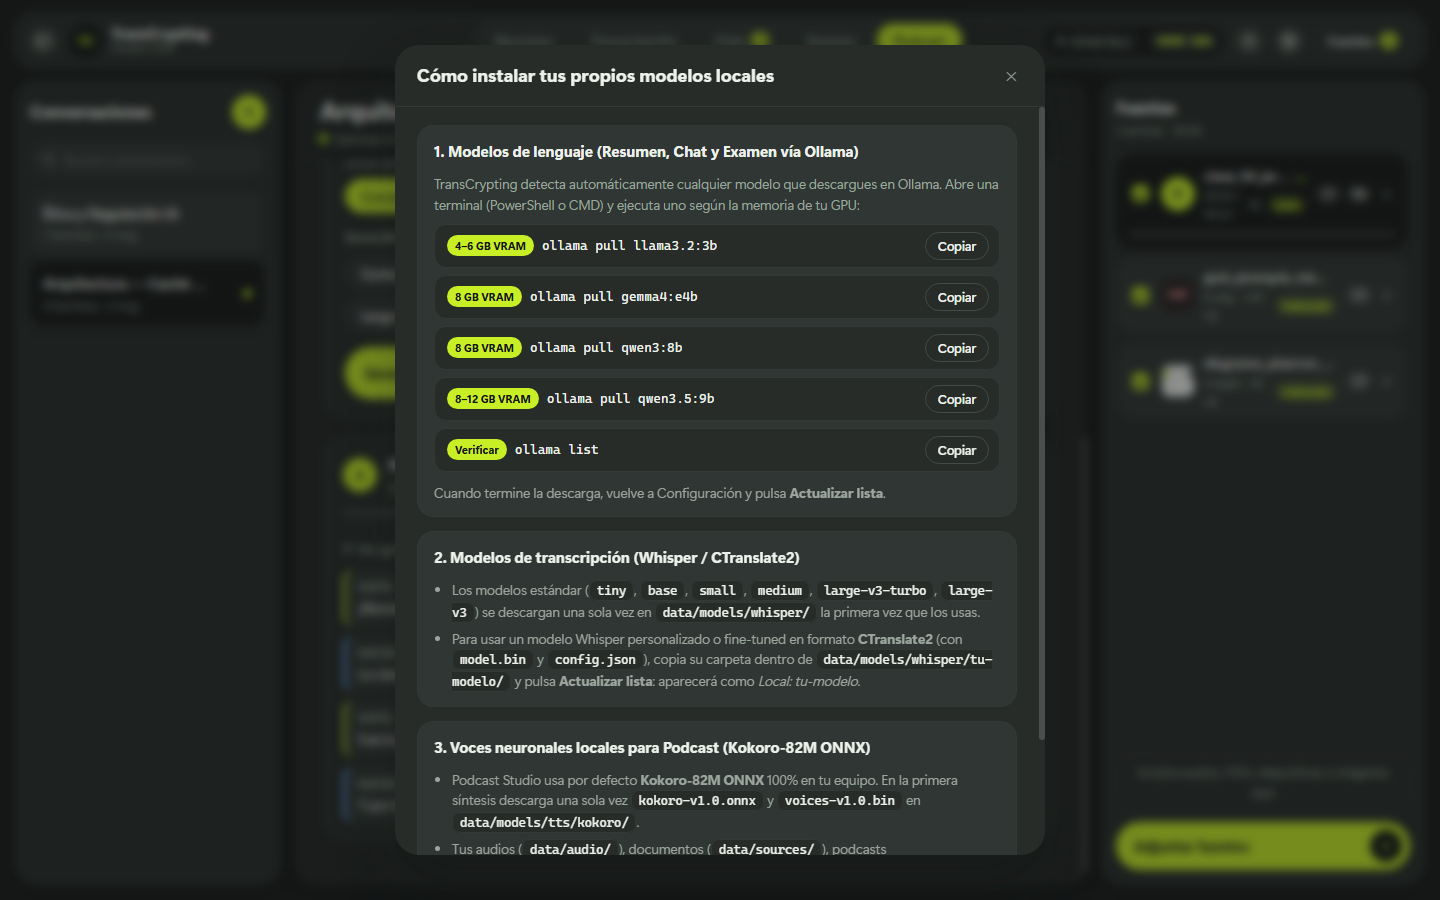 TransCrypting
Conversaciones
Fuentes
Cómo instalar tus propios modelos locales
1. Modelos de lenguaje (Resumen, Chat y Examen vía Ollama)
TransCrypting detecta automáticamente cualquier modelo que descargues en Ollama. Abre una
terminal (PowerShell o CMD) y ejecuta uno según la memoria de tu GPU:
4–6 GB VRAM ollama pull llama3.2:3b Copiar
8 GB VRAM ollama pull gemma4:e4b Copiar
8 GB VRAM ollama pull qwen3:8b Copiar
8–12 GB VRAM ollama pull qwen3.5:9b Copiar
Verificar ollama list Copiar
Cuando termine la descarga, vuelve a Configuración y pulsa Actualizar lista.
2. Modelos de transcripción (Whisper / CTranslate2)
Los modelos estándar ( tiny , base , small , medium , large-v3-turbo , large-
v3 ) se descargan una sola vez en data/models/whisper/ la primera vez que los usas.
Para usar un modelo Whisper personalizado o fine-tuned en formato CTranslate2 (con
model.bin y config.json ), copia su carpeta dentro de data/models/whisper/tu-
modelo/ y pulsa Actualizar lista: aparecerá como Local: tu-modelo.
3. Voces neuronales locales para Podcast (Kokoro-82M ONNX)
Podcast Studio usa por defecto Kokoro-82M ONNX 100% en tu equipo. En la primera
síntesis descarga una sola vez kokoro-v1.0.onnx y voices-v1.0.bin en
data/models/tts/kokoro/ .
Tus audios ( data/audio/ ), documentos ( data/sources/ ), podcasts